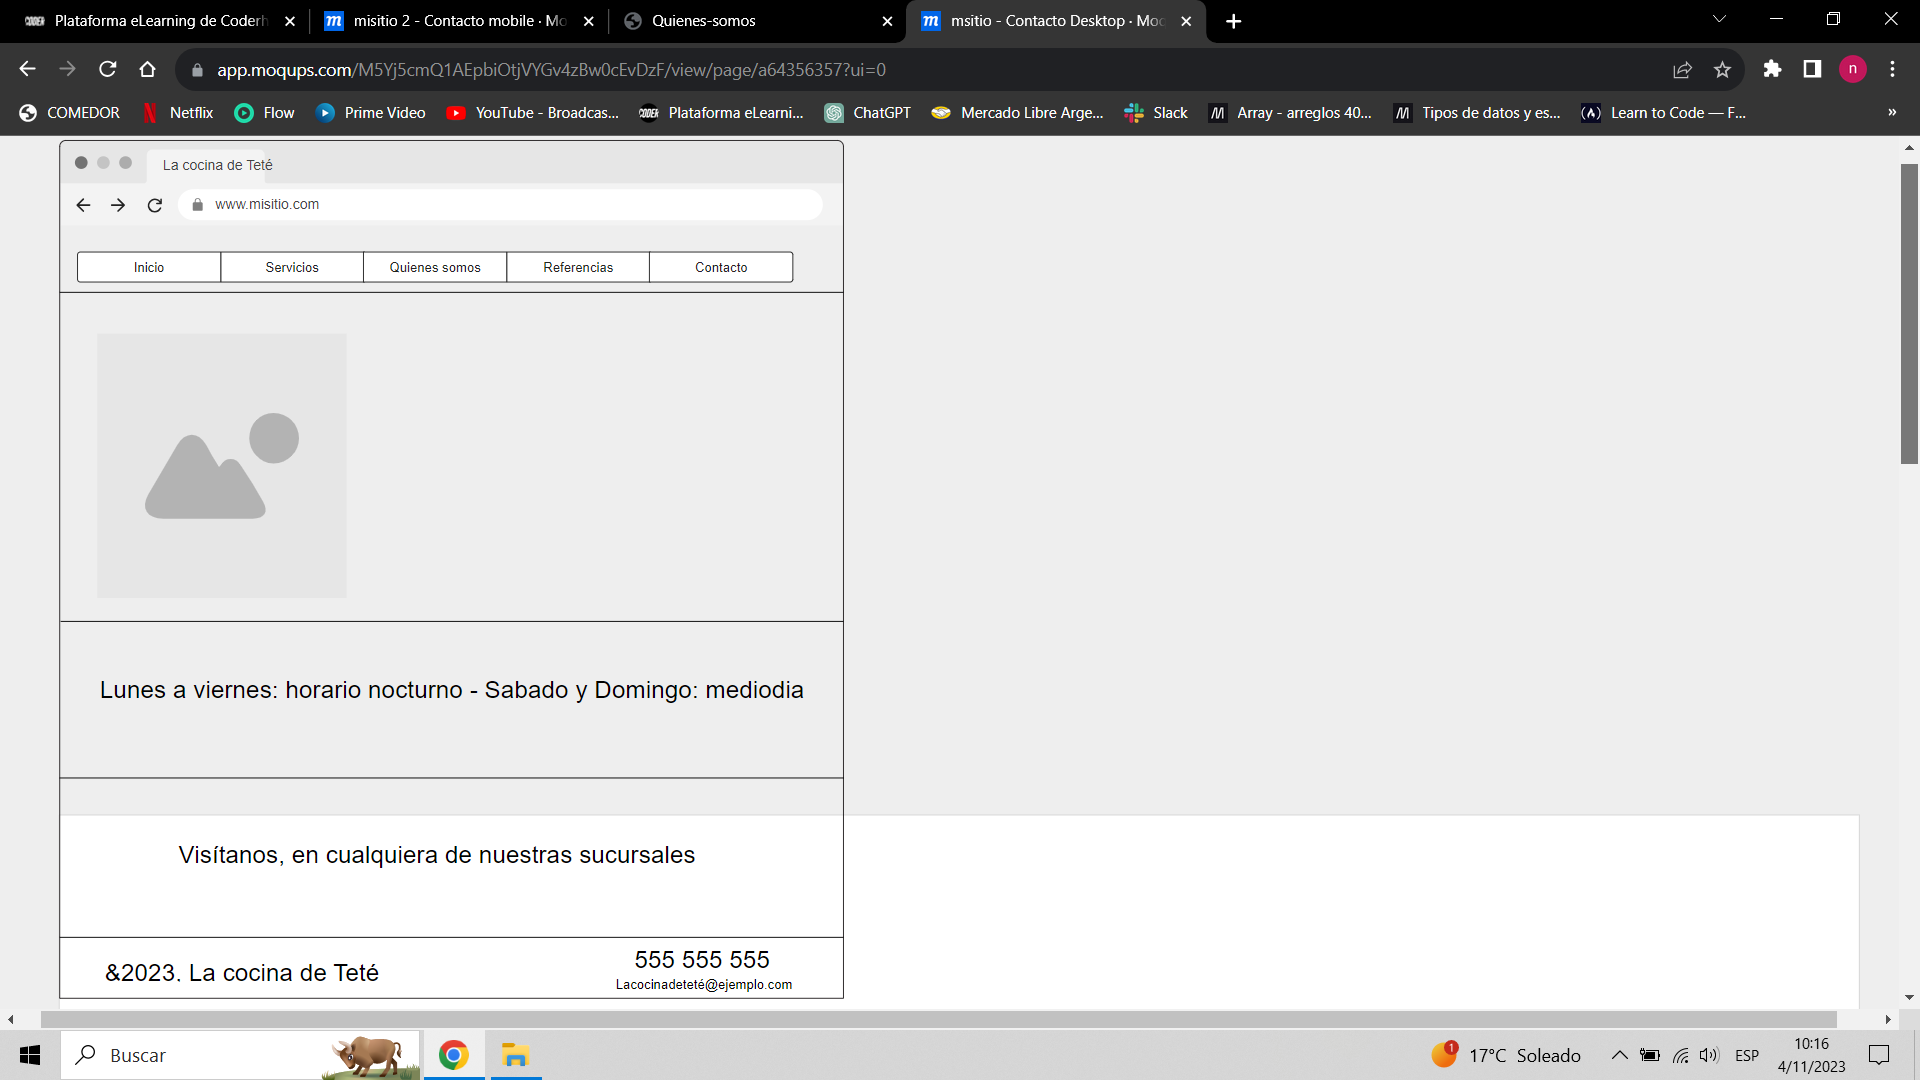 CODER Plataforma eLearning de Coderh
m misitio 2 - Contacto mobile · Mo
Quienes-somos
m msitio - Contacto Desktop · Moc
app.moqups.com/M5Yj5cmQ1AEpbiOtjVYGv4zBw0cEvDzF/view/page/a64356357?ui=0
n
COMEDOR
N Netflix
Flow
Prime Video
YouTube - Broadcas...
CODER Plataforma eLearni...
ChatGPT
Mercado Libre Arge...
Slack
M Array - arreglos 40...
M Tipos de datos y es...
Learn to Code — F...
»
La cocina de Teté
www.misitio.com
Inicio
Servicios
Quienes somos
Referencias
Contacto
Lunes a viernes: horario nocturno - Sabado y Domingo: mediodia
Visítanos, en cualquiera de nuestras sucursales
&2023, La cocina de Teté
555 555 555
Lacocinadeteté@ejemplo.com
Buscar
1
17°C Soleado
ESP
10:16
4/11/2023